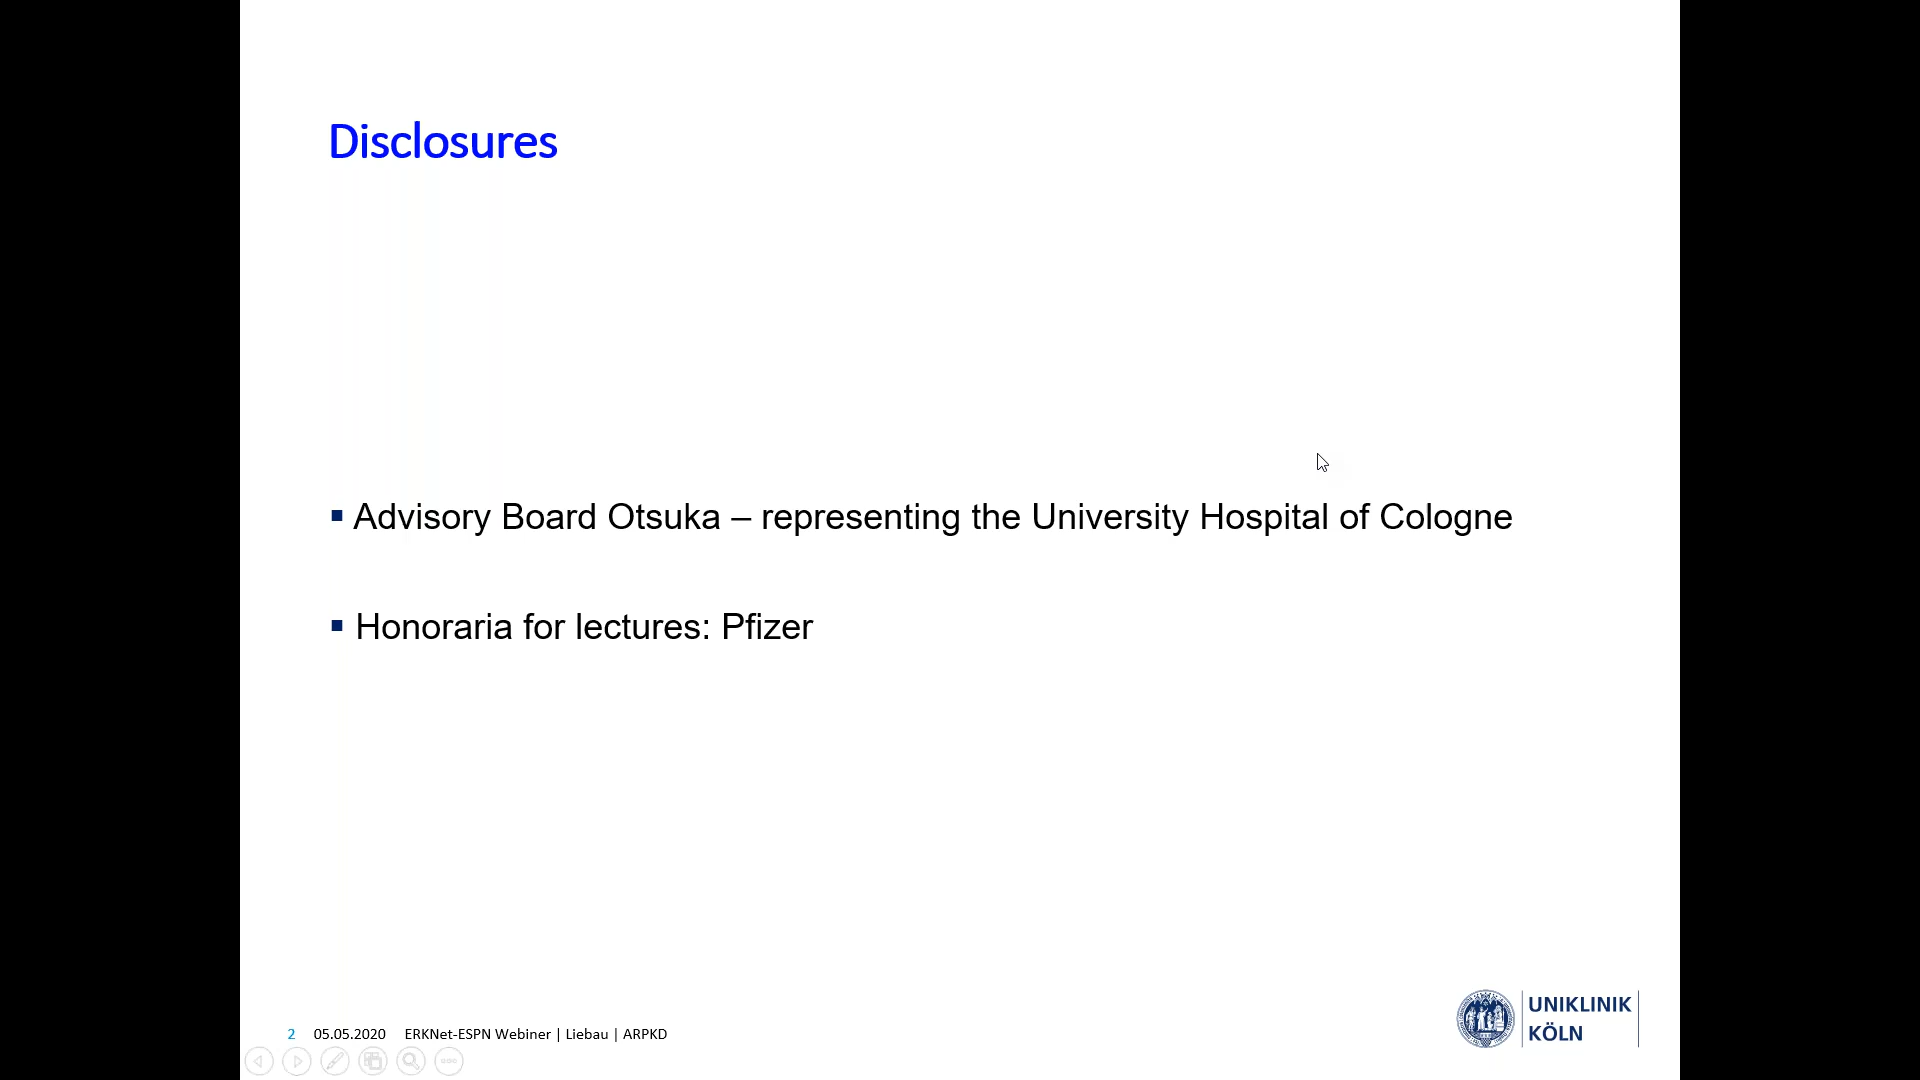 Disclosures
▪ Advisory Board Otsuka – representing the University Hospital of Cologne
▪ Honoraria for lectures: Pfizer
2 05.05.2020 ERKNet-ESPN Webiner | Liebau | ARPKD
UNIKLINIK
KÖLN